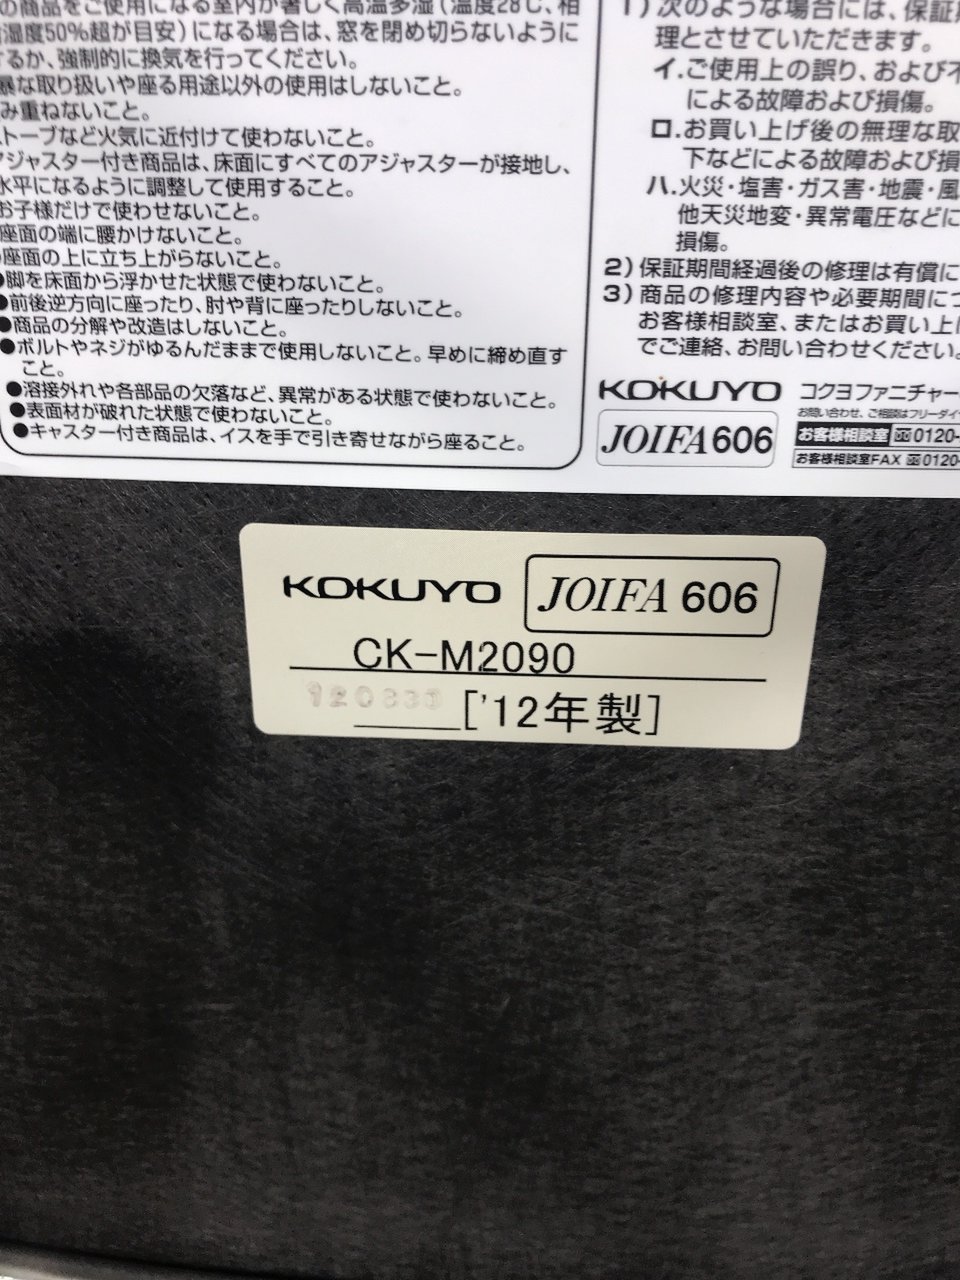 の商品をご使用になる室内が著しく高温多湿(温度28℃、相
湿度50%超が目安)になる場合は、窓を閉め切らないように
するか、強制的に換気を行ってください。
暴な取り扱いや座る用途以外の使用はしないこと。
み重ねないこと。
ストーブなど火気に近付けて使わないこと。
アジャスター付き商品は、床面にすべてのアジャスターが接地し、
水平になるように調整して使用すること。
お子様だけで使わせないこと。
座面の端に腰かけないこと。
座面の上に立ち上がらないこと。
●脚を床面から浮かせた状態で使わないこと。
●前後逆方向に座ったり、肘や背に座ったりしないこと。
●商品の分解や改造はしないこと。
●ボルトやネジがゆるんだままで使用しないこと。早めに締め直す
こと。
●溶接外れや各部品の欠落など、異常がある状態で使わないこと。
●表面材が破れた状態で使わないこと。
●キャスター付き商品は、イスを手で引き寄せながら座ること。
1)次のような場合には、保証期
理とさせていただきます。
イ.ご使用上の誤り、および不
による故障および損傷。
ロ.お買い上げ後の無理な取
下などによる故障および損
ハ.火災・塩害・ガス害・地震・風
他天災地変・異常電圧などに
損傷。
2)保証期間経過後の修理は有償に
3)商品の修理内容や必要期間につ
お客様相談室、またはお買い上げ
でご連絡、お問い合わせください。
KOKUYO コクヨファニチャー
お問い合わせ、ご相談はフリーダイヤ
JOIFA606 お客様相談室 0120-
お客様相談室FAX 0120-
KOKUYO JOIFA 606
CK-M2090
['12年製]